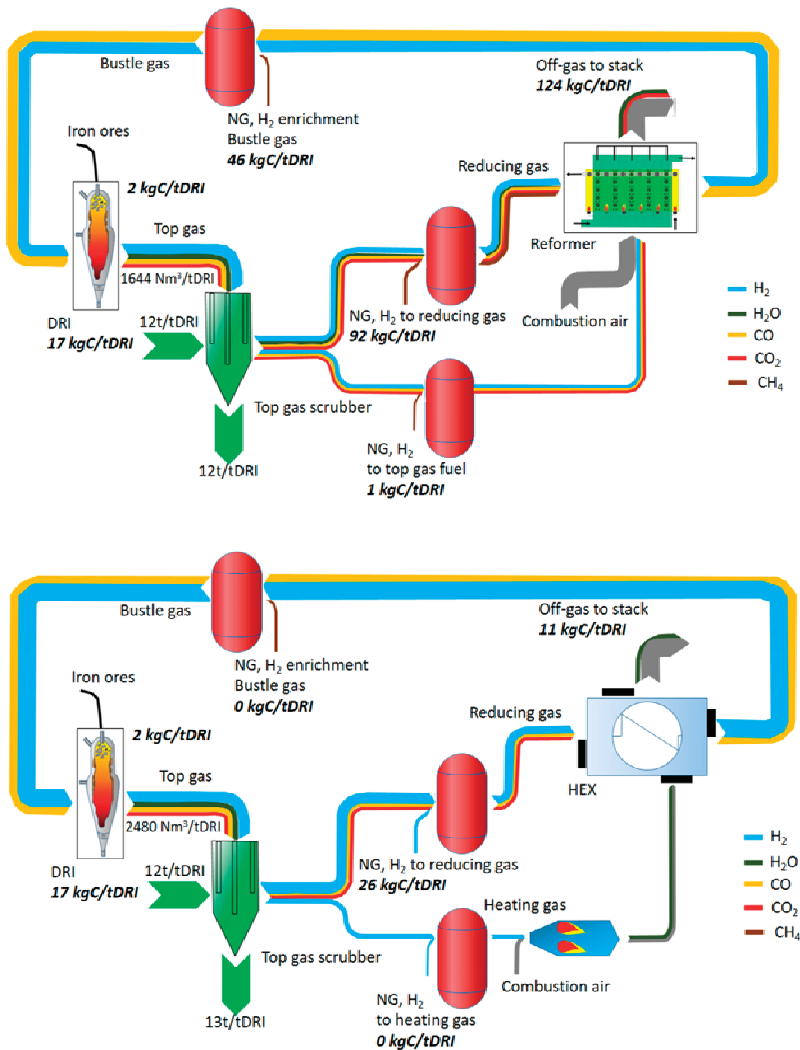 Bustle gas
NG, H₂ enrichment
Bustle gas
46 kgC/tDRI
Off-gas to stack
124 kgC/tDRI
Iron ores
2 kgC/tDRI
Reducing gas
Top gas
1644 Nm³/tDRI
Reformer
DRI
17 kgC/tDRI
12t/tDRI
NG, H₂ to reducing gas
92 kgC/tDRI
Combustion air
H₂
H₂O
CO
CO₂
CH₄
Top gas scrubber
12t/tDRI
NG, H₂
to top gas fuel
1 kgC/tDRI
Bustle gas
NG, H₂ enrichment
Bustle gas
0 kgC/tDRI
Off-gas to stack
11 kgC/tDRI
Iron ores
2 kgC/tDRI
Reducing gas
Top gas
2480 Nm³/tDRI
HEX
DRI
17 kgC/tDRI
12t/tDRI
NG, H₂ to reducing gas
26 kgC/tDRI
Heating gas
H₂
H₂O
CO
CO₂
CH₄
Top gas scrubber
13t/tDRI
Combustion air
NG, H₂
to heating gas
0 kgC/tDRI